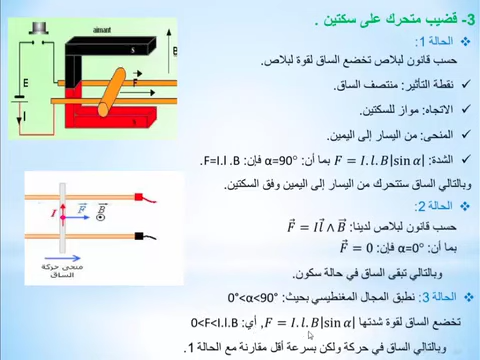 3- قضيب متحرك على سكتين .
الحالة 1:
حسب قانون لبلاص تخضع الساق لقوة لبلاص.
نقطة التأثير: منتصف الساق.
الاتجاه: مواز للسكتين.
المنحى: من اليسار إلى اليمين.
الشدة: F = I.l.B|sin α| بما أن: α=90° فإن: F=I.l.B.
وبالتالي الساق ستتحرك من اليسار إلى اليمين وفق السكتين.
الحالة 2:
حسب قانون لبلاص لدينا: F = Il ∧ B
بما أن: α=0° فإن: F = 0
وبالتالي تبقى الساق في حالة سكون.
الحالة 3: نطبق المجال المغنطيسي بحيث: 0°<α<90°
تخضع الساق لقوة شدتها F = I.l.B|sin α|, أي: 0<F<I.l.B
وبالتالي الساق في حركة ولكن بسرعة أقل مقارنة مع الحالة 1.
aimant
B
E
F
I
I
F
B
منحى حركة
الساق